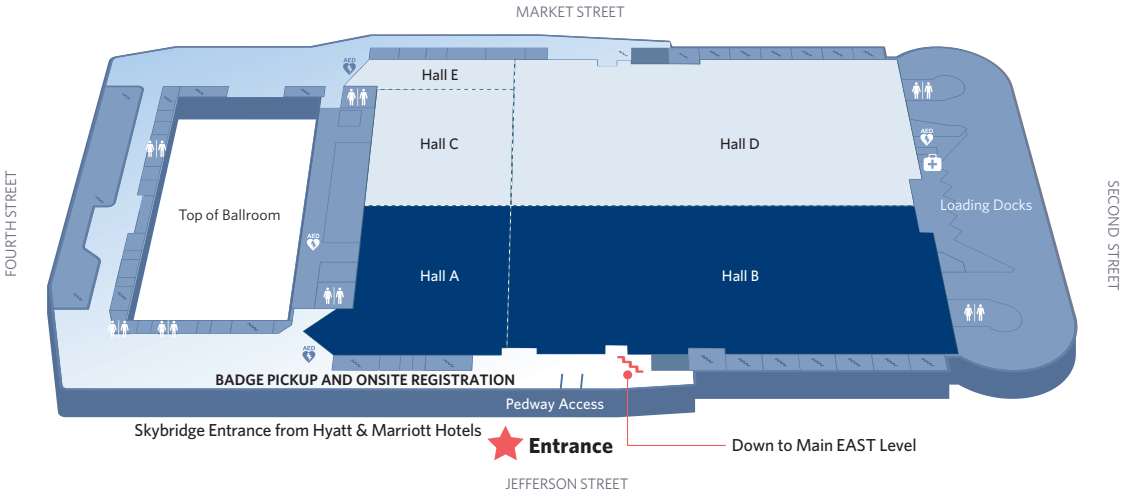 MARKET STREET
AED
Hall E
AED
Hall C
Hall D
FOURTH STREET
Top of Ballroom
Loading Docks
SECOND STREET
AED
Hall A
Hall B
AED
BADGE PICKUP AND ONSITE REGISTRATION
Pedway Access
Skybridge Entrance from Hyatt & Marriott Hotels
Entrance
Down to Main EAST Level
JEFFERSON STREET